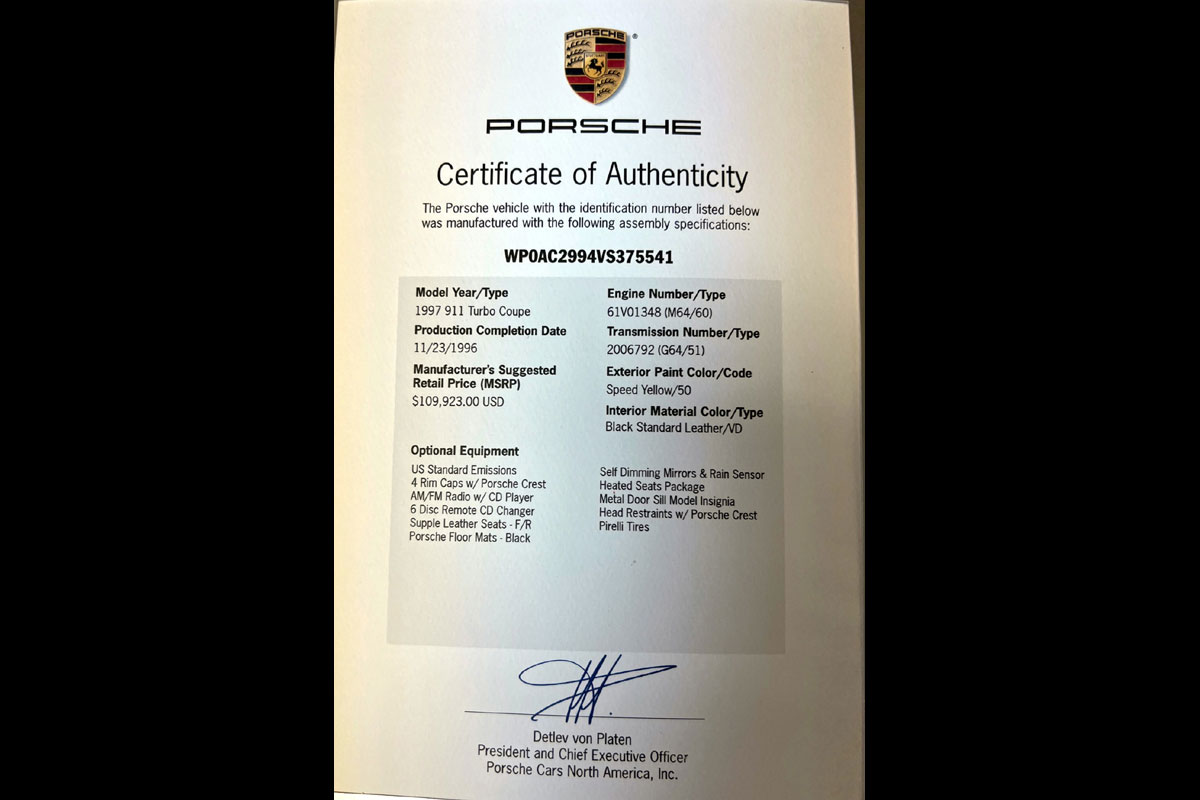 PORSCHE
PORSCHE
Certificate of Authenticity
The Porsche vehicle with the identification number listed below
was manufactured with the following assembly specifications:
WP0AC2994VS375541
Model Year/Type
1997 911 Turbo Coupe
Production Completion Date
11/23/1996
Manufacturer's Suggested
Retail Price (MSRP)
$109,923.00 USD
Engine Number/Type
61V01348 (M64/60)
Transmission Number/Type
2006792 (G64/51)
Exterior Paint Color/Code
Speed Yellow/50
Interior Material Color/Type
Black Standard Leather/VD
Optional Equipment
US Standard Emissions
4 Rim Caps w/ Porsche Crest
AM/FM Radio w/ CD Player
6 Disc Remote CD Changer
Supple Leather Seats - F/R
Porsche Floor Mats - Black
Self Dimming Mirrors & Rain Sensor
Heated Seats Package
Metal Door Sill Model Insignia
Head Restraints w/ Porsche Crest
Pirelli Tires
Detlev von Platen
President and Chief Executive Officer
Porsche Cars North America, Inc.